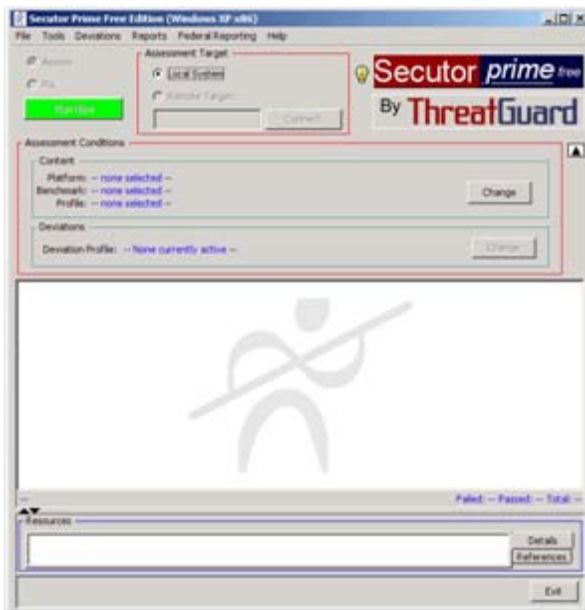 Secutor Prime Free Edition (Windows XP x86)
File Tools Deviations Reports Federal Reporting Help
Assess
Fix
Assessment Target
Local System
Remote Target:
Connect
Secutor prime free
By ThreatGuard
Assessment Conditions
Content
Platform: -- none selected --
Benchmark: -- none selected --
Profile: -- none selected --
Change
Deviations
Deviation Profile: -- None currently active --
Change
--
Failed: -- Passed: -- Total: --
Resources
Details
References
Exit